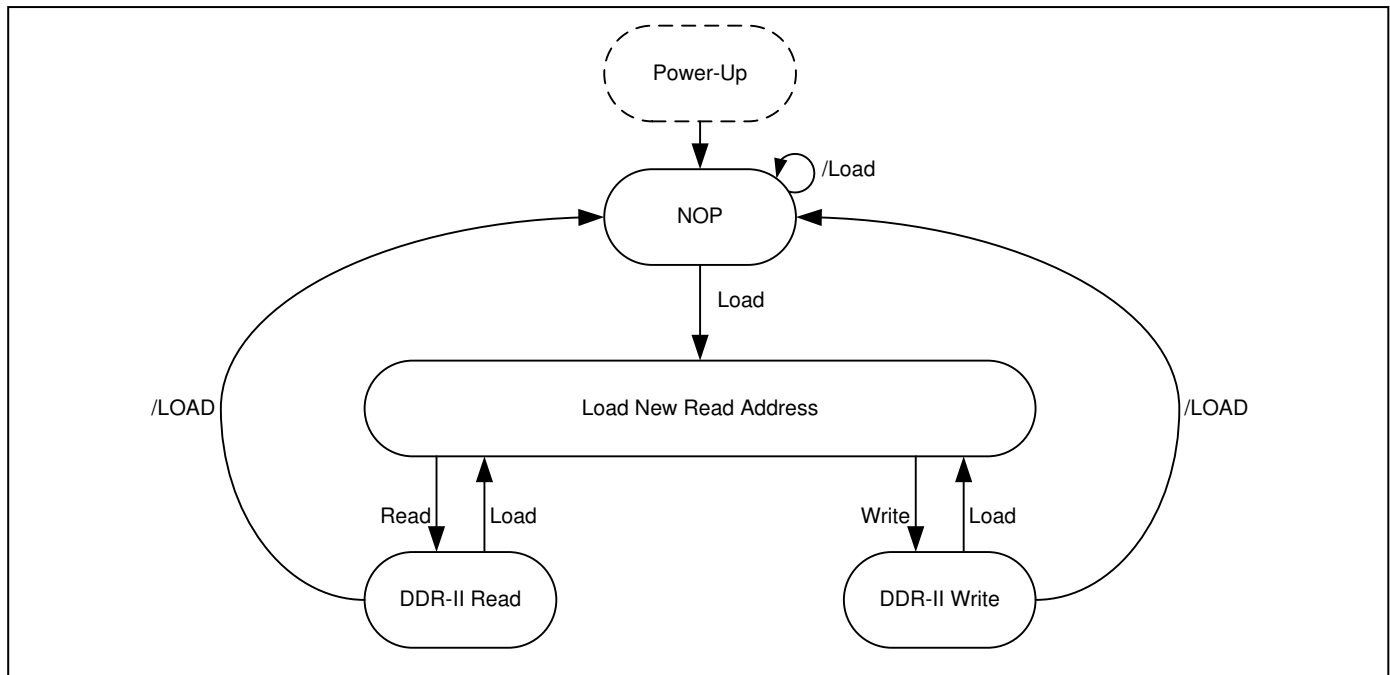 Power-Up
/Load
NOP
Load
/LOAD
Load New Read Address
/LOAD
Read
Load
Write
Load
DDR-II Read
DDR-II Write